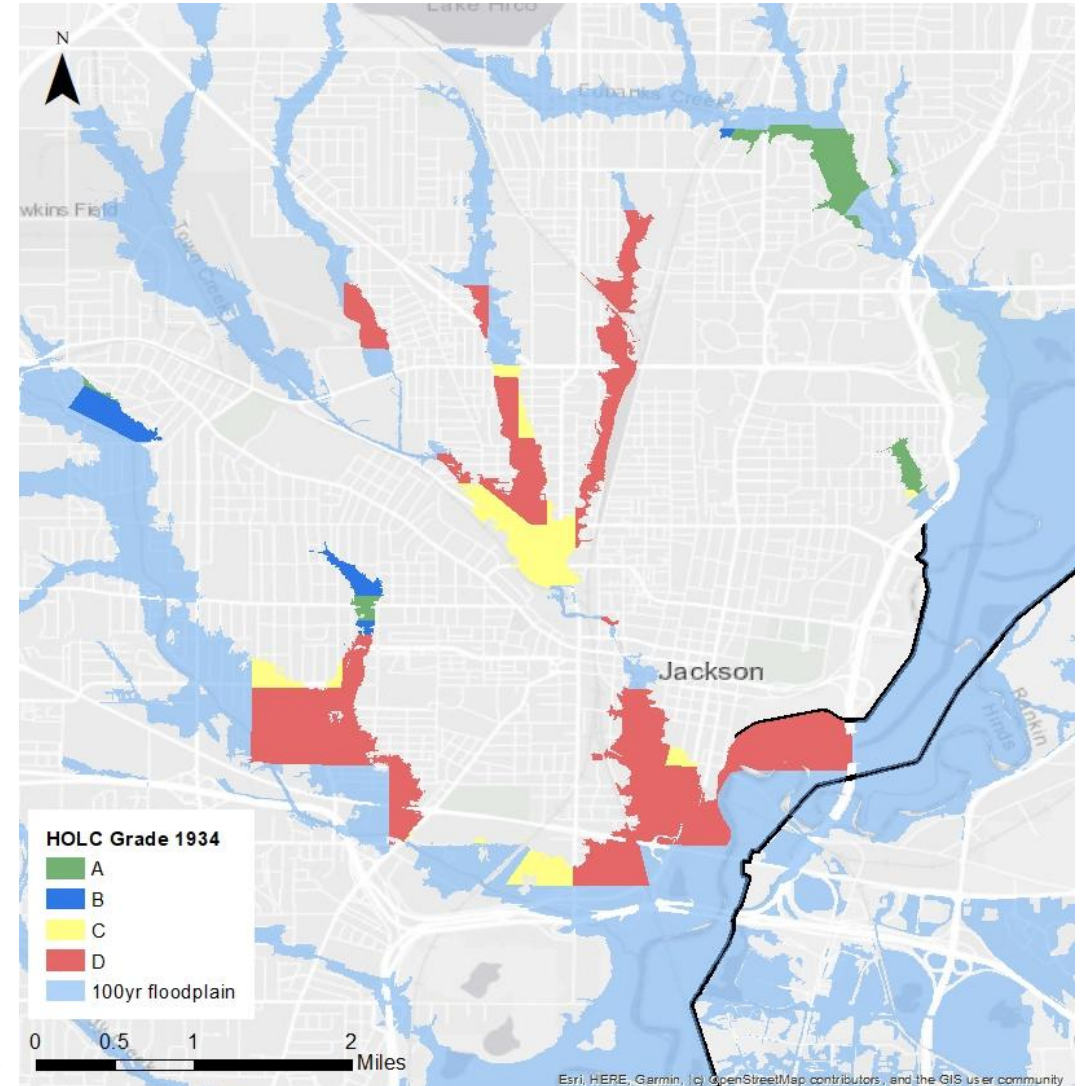 Lake Hico
N
Eubanks Creek
wkins Field
Town Creek
Jackson
Rankin
Hinds
HOLC Grade 1934
A
B
C
D
100yr floodplain
0 0.5 1 2
Miles
Esri, HERE, Garmin, (c) OpenStreetMap contributors, and the GIS user community